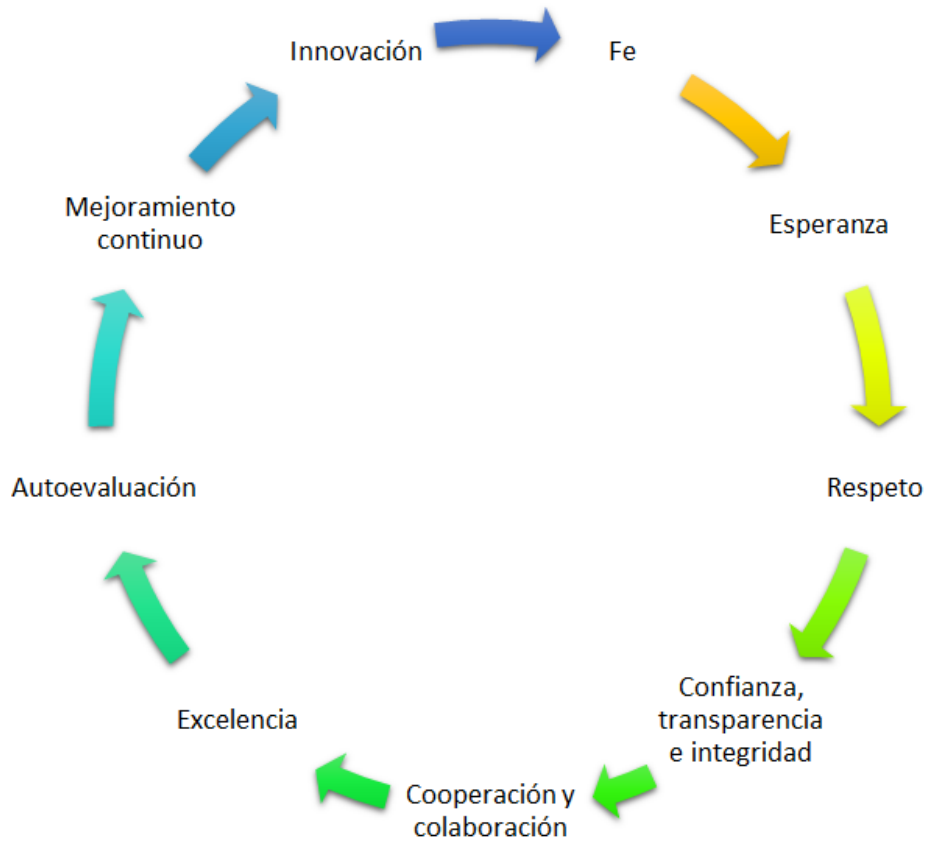 Innovación
Fe
Esperanza
Respeto
Confianza,
transparencia
e integridad
Cooperación y
colaboración
Excelencia
Autoevaluación
Mejoramiento
continuo